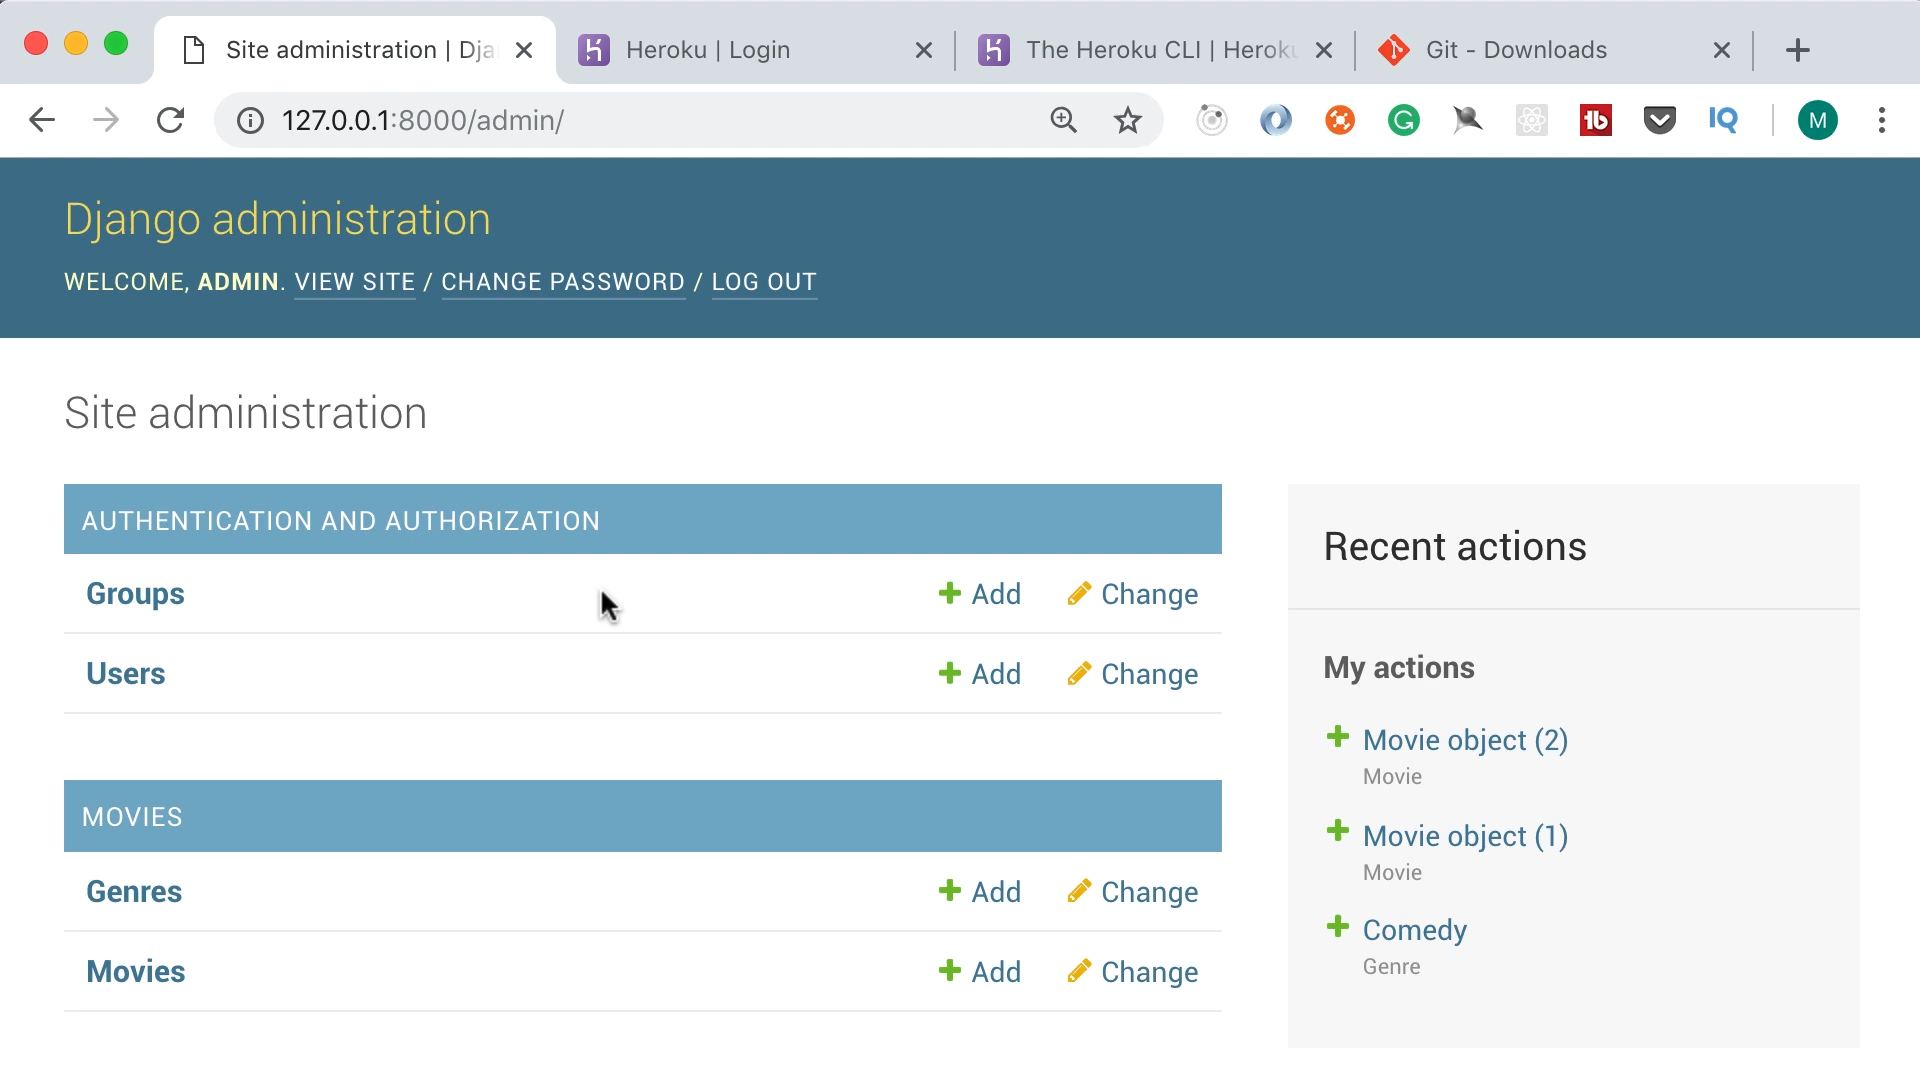 Site administration | Dja
Heroku | Login
The Heroku CLI | Heroku
Git - Downloads
127.0.0.1:8000/admin/
IQ
M
Django administration
WELCOME, ADMIN. VIEW SITE / CHANGE PASSWORD / LOG OUT
Site administration
AUTHENTICATION AND AUTHORIZATION
Groups
Add
Change
Users
Add
Change
MOVIES
Genres
Add
Change
Movies
Add
Change
Recent actions
My actions
Movie object (2)
Movie
Movie object (1)
Movie
Comedy
Genre